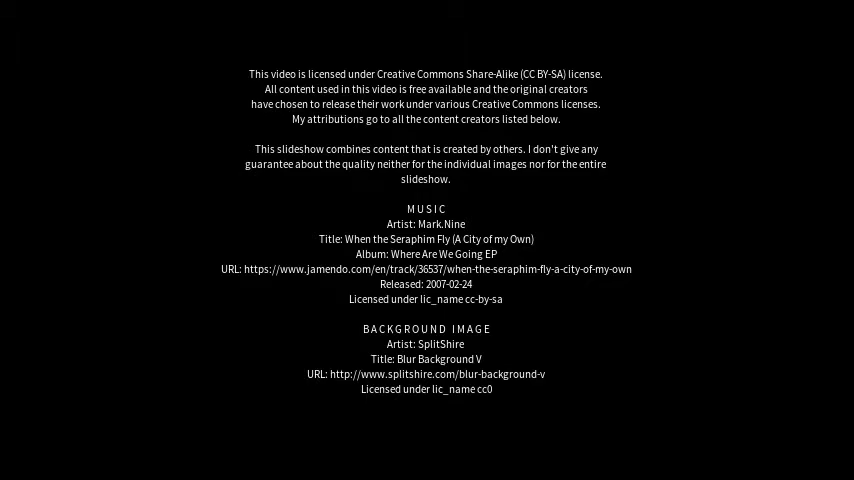 This video is licensed under Creative Commons Share-Alike (CC BY-SA) license.
All content used in this video is free available and the original creators
have chosen to release their work under various Creative Commons licenses.
My attributions go to all the content creators listed below.
This slideshow combines content that is created by others. I don't give any
guarantee about the quality neither for the individual images nor for the entire
slideshow.
MUSIC
Artist: Mark.Nine
Title: When the Seraphim Fly (A City of my Own)
Album: Where Are We Going EP
URL: https://www.jamendo.com/en/track/36537/when-the-seraphim-fly-a-city-of-my-own
Released: 2007-02-24
Licensed under lic_name cc-by-sa
BACKGROUND IMAGE
Artist: SplitShire
Title: Blur Background V
URL: http://www.splitshire.com/blur-background-v
Licensed under lic_name cc0